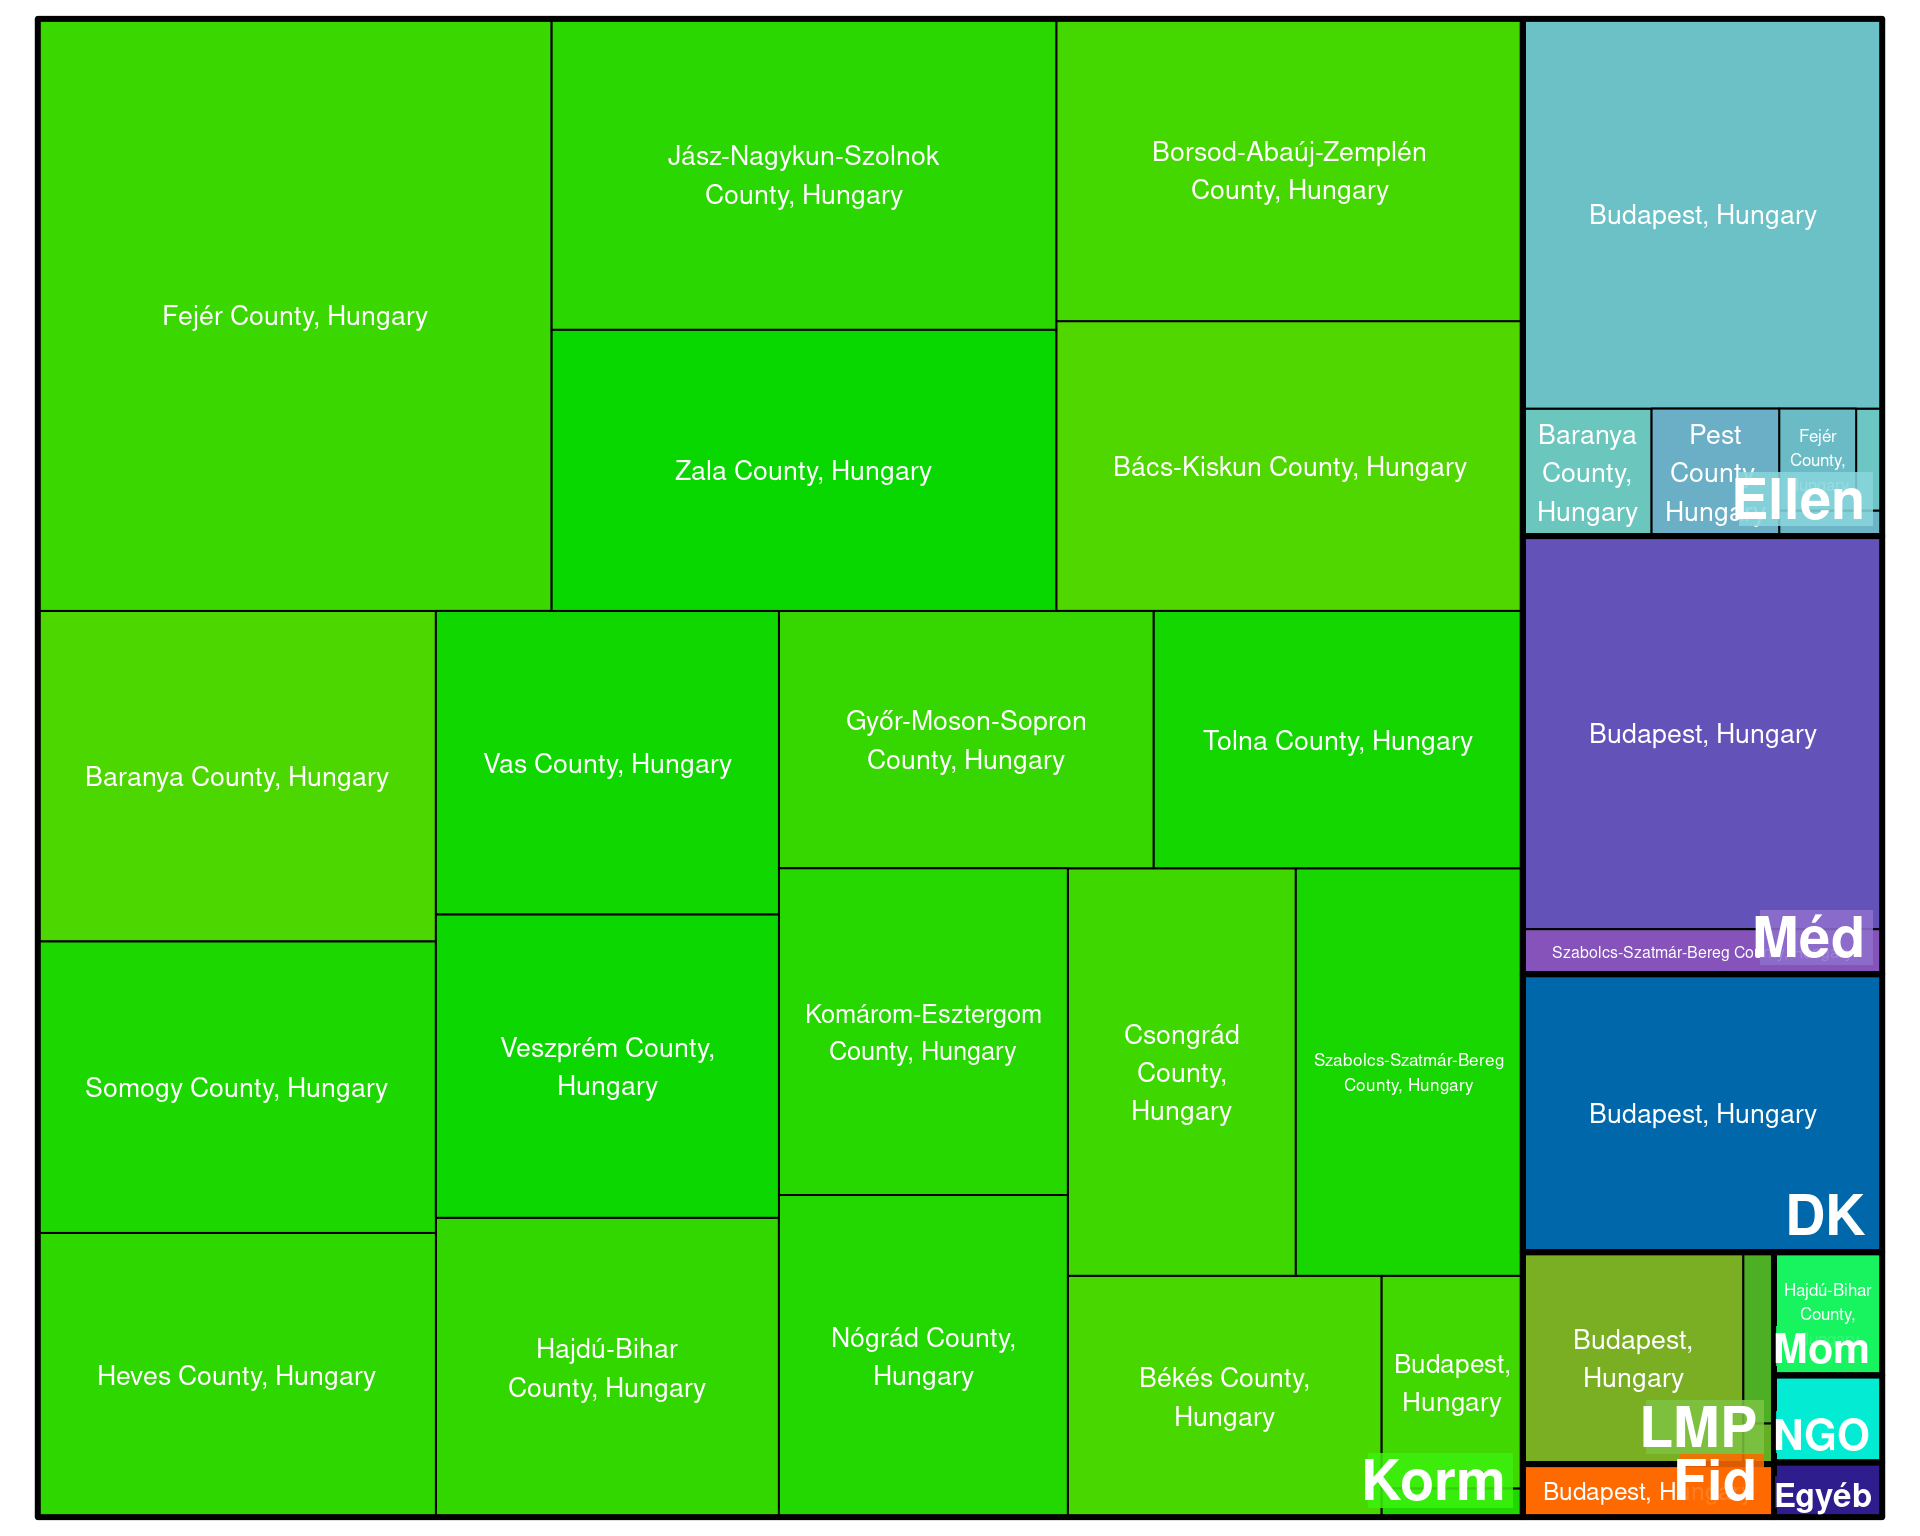 Fejér County, Hungary
Jász-Nagykun-Szolnok
County, Hungary
Borsod-Abaúj-Zemplén
County, Hungary
Zala County, Hungary
Bács-Kiskun County, Hungary
Baranya County, Hungary
Vas County, Hungary
Győr-Moson-Sopron
County, Hungary
Tolna County, Hungary
Somogy County, Hungary
Veszprém County,
Hungary
Komárom-Esztergom
County, Hungary
Csongrád
County,
Hungary
Szabolcs-Szatmár-Bereg
County, Hungary
Heves County, Hungary
Hajdú-Bihar
County, Hungary
Nógrád County,
Hungary
Békés County,
Hungary
Budapest,
Hungary
Korm
Budapest, Hungary
Baranya
County,
Hungary
Pest
County,
Hungary
Fejér
County,
Hungary
Ellen
Budapest, Hungary
Szabolcs-Szatmár-Bereg County, Hungary
Méd
Budapest, Hungary
DK
Budapest,
Hungary
LMP
Hajdú-Bihar
County,
Mom
NGO
Budapest, Hungary
Fid
Egyéb